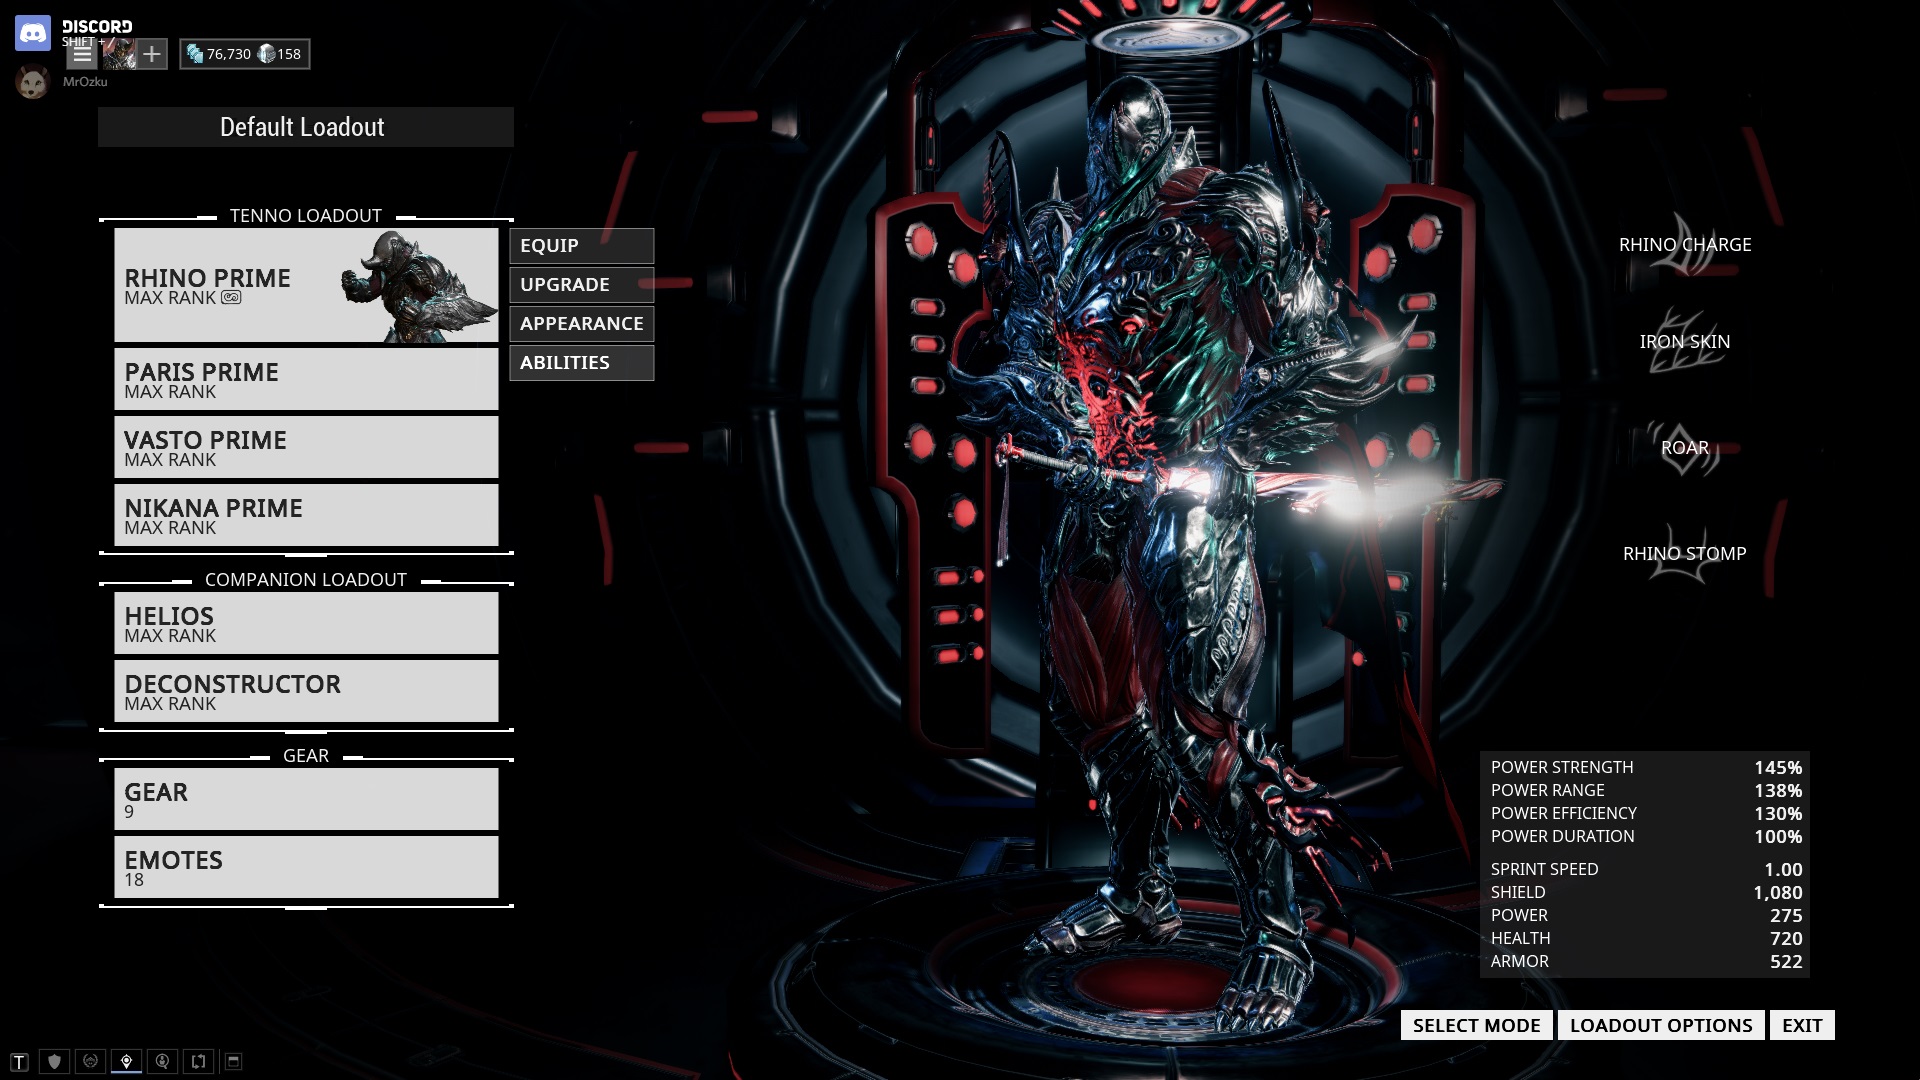 DISCORD
SHIFT + /
76,730 158
MrOzku
Default Loadout
TENNO LOADOUT
RHINO PRIME
MAX RANK
EQUIP
UPGRADE
APPEARANCE
ABILITIES
PARIS PRIME
MAX RANK
VASTO PRIME
MAX RANK
NIKANA PRIME
MAX RANK
COMPANION LOADOUT
HELIOS
MAX RANK
DECONSTRUCTOR
MAX RANK
GEAR
GEAR
9
EMOTES
18
RHINO CHARGE
IRON SKIN
ROAR
RHINO STOMP
POWER STRENGTH 145%
POWER RANGE 138%
POWER EFFICIENCY 130%
POWER DURATION 100%
SPRINT SPEED 1.00
SHIELD 1,080
POWER 275
HEALTH 720
ARMOR 522
SELECT MODE LOADOUT OPTIONS EXIT
T